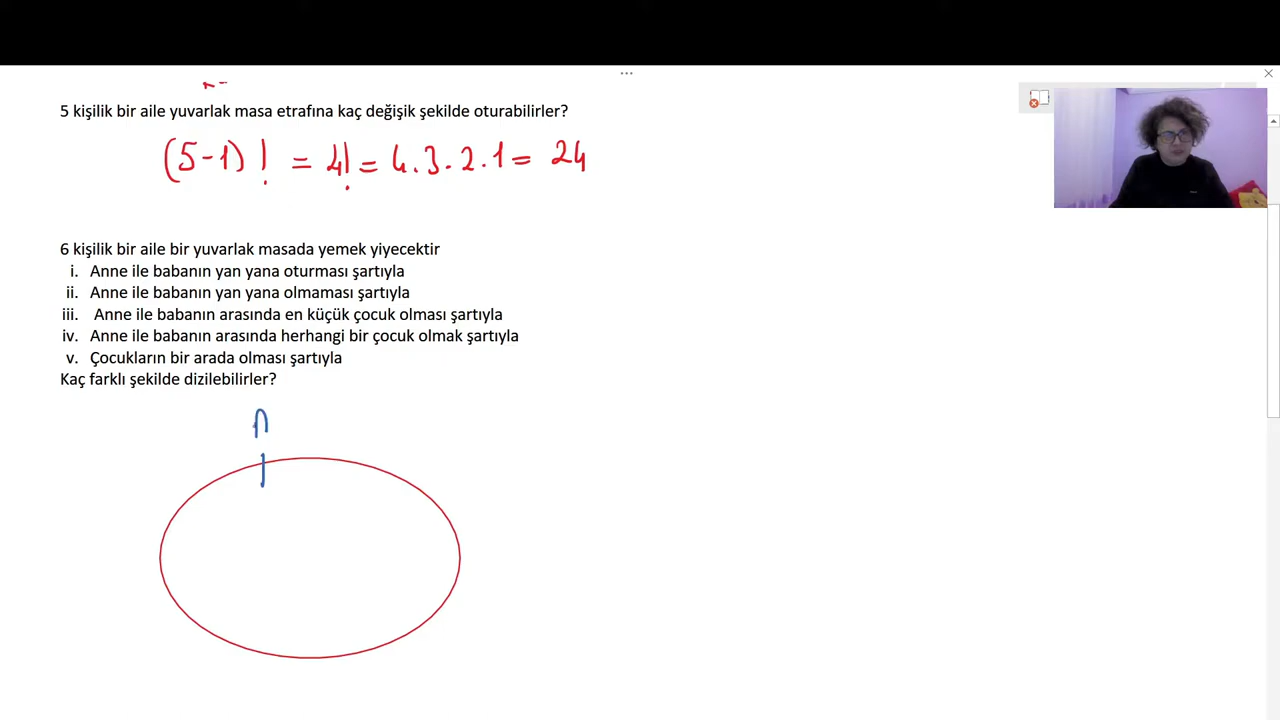 5 kişilik bir aile yuvarlak masa etrafına kaç değişik şekilde oturabilirler?
(5-1)! = 4! = 4.3.2.1 = 24
6 kişilik bir aile bir yuvarlak masada yemek yiyecektir
i. Anne ile babanın yan yana oturması şartıyla
ii. Anne ile babanın yan yana olmaması şartıyla
iii. Anne ile babanın arasında en küçük çocuk olması şartıyla
iv. Anne ile babanın arasında herhangi bir çocuk olmak şartıyla
v. Çocukların bir arada olması şartıyla
Kaç farklı şekilde dizilebilirler?